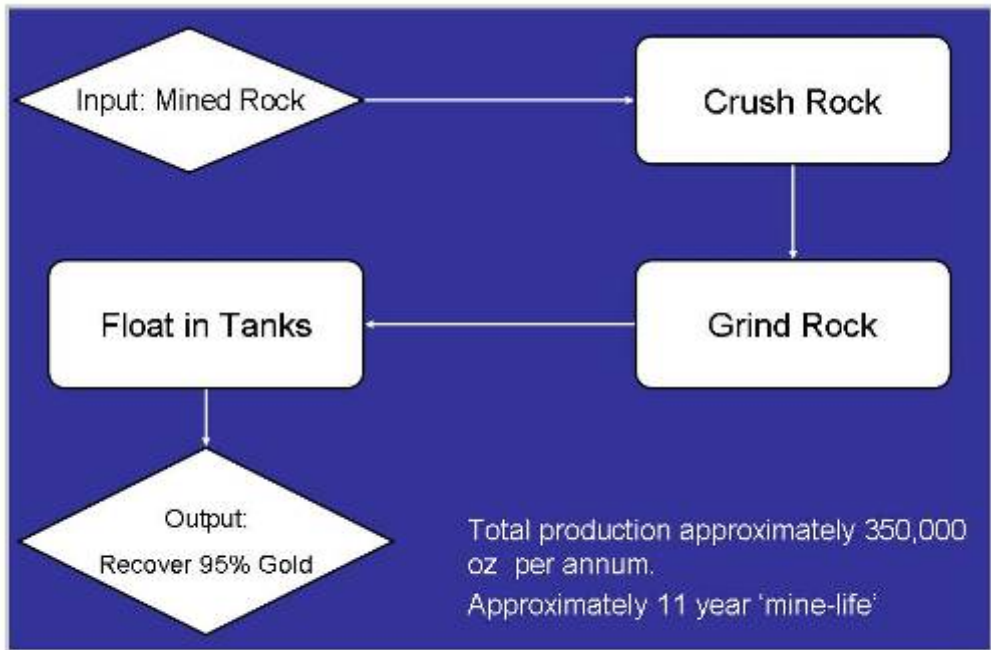 Input: Mined Rock
Crush Rock
Grind Rock
Float in Tanks
Output:
Recover 95% Gold
Total production approximately 350,000
oz per annum.
Approximately 11 year ‘mine-life’